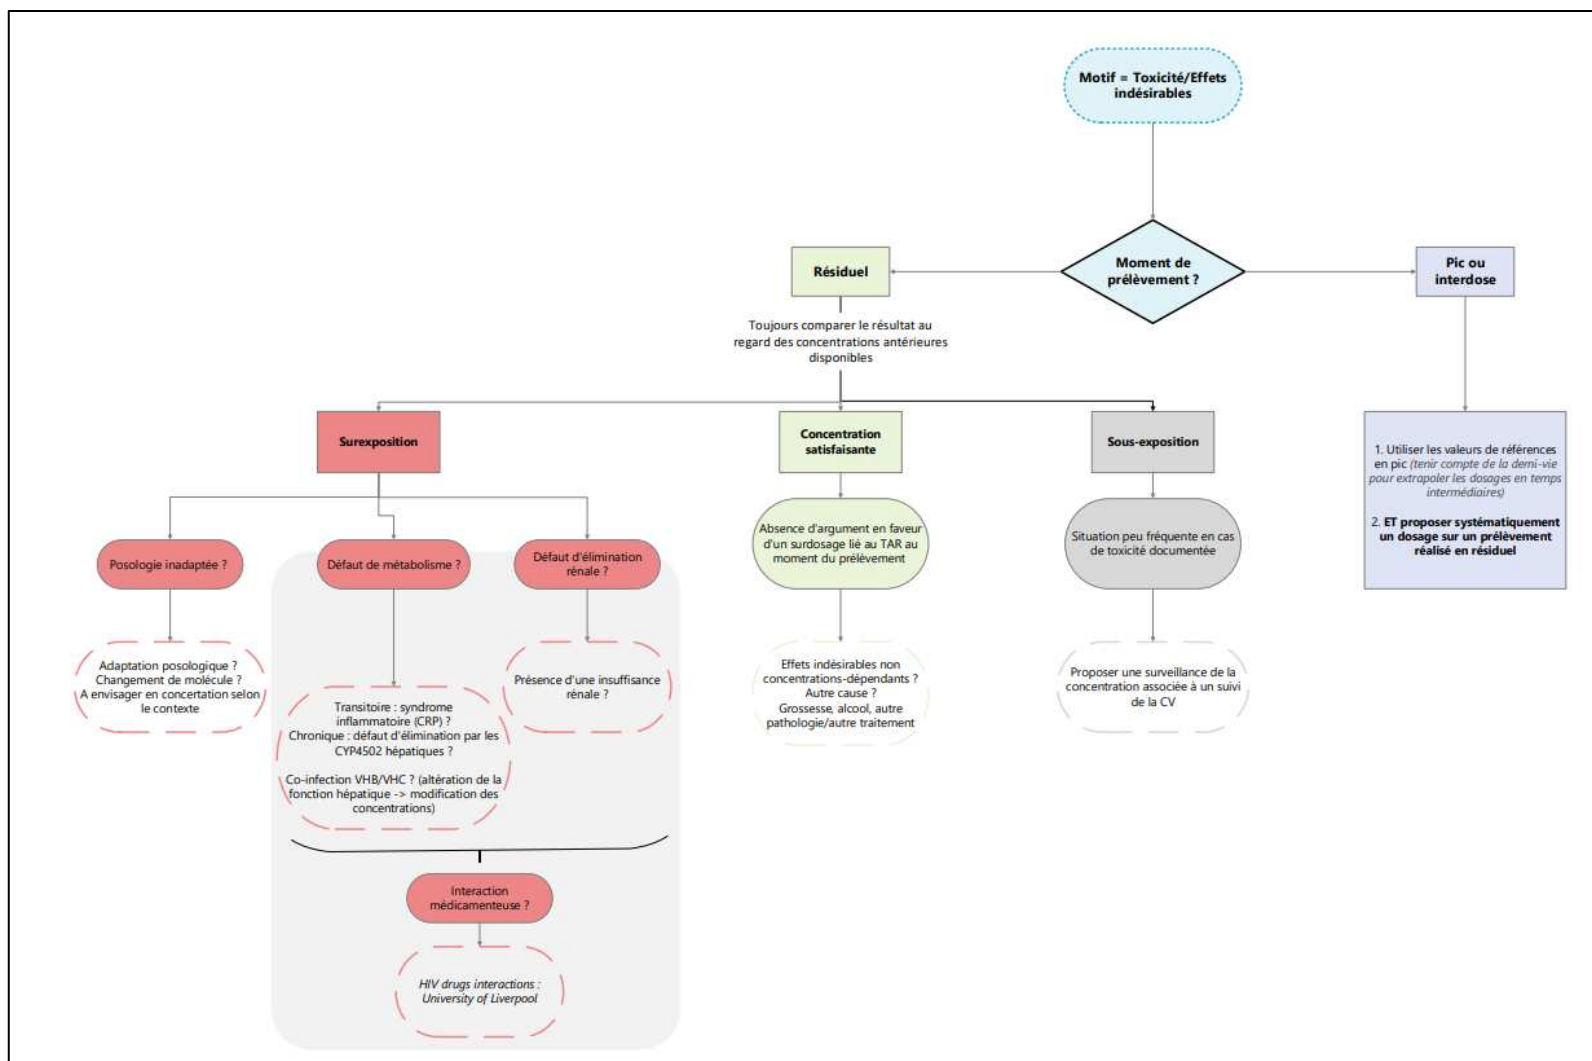 Motif = Toxicité/Effets
indésirables
Moment de
prélèvement ?
Résiduel
Pic ou
interdose
Toujours comparer le résultat au
regard des concentrations antérieures
disponibles
Surexposition
Concentration
satisfaisante
Sous-exposition
1. Utiliser les valeurs de références
en pic (tenir compte de la demi-vie
pour extrapoler les dosages en temps
intermédiaires)
2. ET proposer systématiquement
un dosage sur un prélèvement
réalisé en résiduel
Posologie inadaptée ?
Défaut de métabolisme ?
Défaut d'élimination
rénale ?
Absence d'argument en faveur
d'un surdosage lié au TAR au
moment du prélèvement
Situation peu fréquente en cas
de toxicité documentée
Adaptation posologique ?
Changement de molécule ?
A envisager en concertation selon
le contexte
Transitoire : syndrome
inflammatoire (CRP) ?
Chronique : défaut d'élimination par les
CYP4502 hépatiques ?
Co-infection VHB/VHC ? (altération de la
fonction hépatique -> modification des
concentrations)
Présence d'une insuffisance
rénale ?
Effets indésirables non
concentrations-dépendants ?
Autre cause ?
Grossesse, alcool, autre
pathologie/autre traitement
Proposer une surveillance de la
concentration associée à un suivi
de la CV
Interaction
médicamenteuse ?
HIV drugs interactions :
University of Liverpool